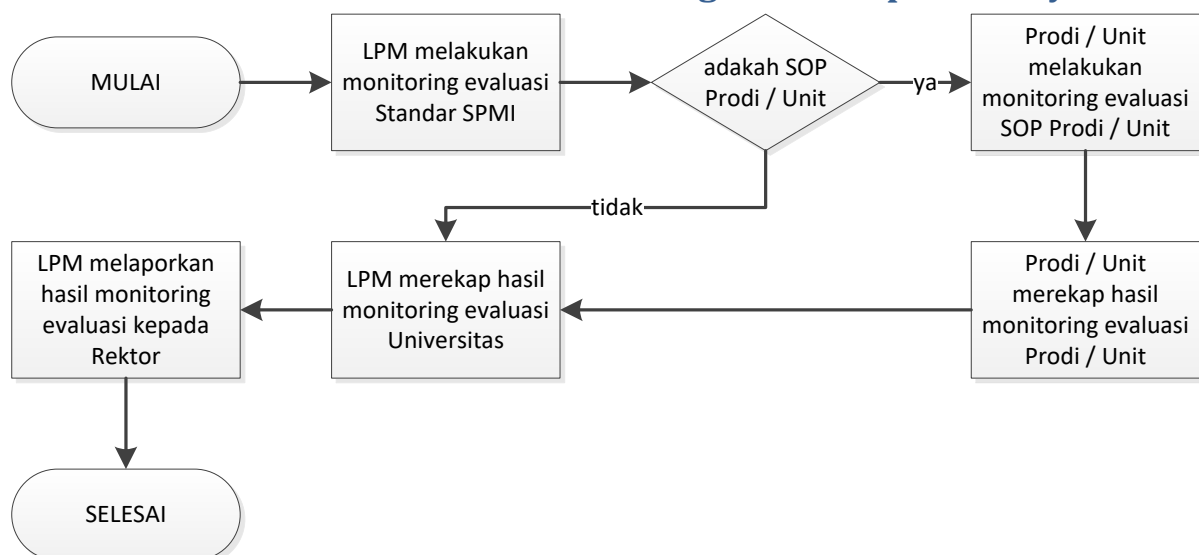 MULAI
LPM melakukan
monitoring evaluasi
Standar SPMI
adakah SOP
Prodi / Unit
ya
Prodi / Unit
melakukan
monitoring evaluasi
SOP Prodi / Unit
tidak
LPM melaporkan
hasil monitoring
evaluasi kepada
Rektor
LPM merekap hasil
monitoring evaluasi
Universitas
Prodi / Unit
merekap hasil
monitoring evaluasi
Prodi / Unit
SELESAI